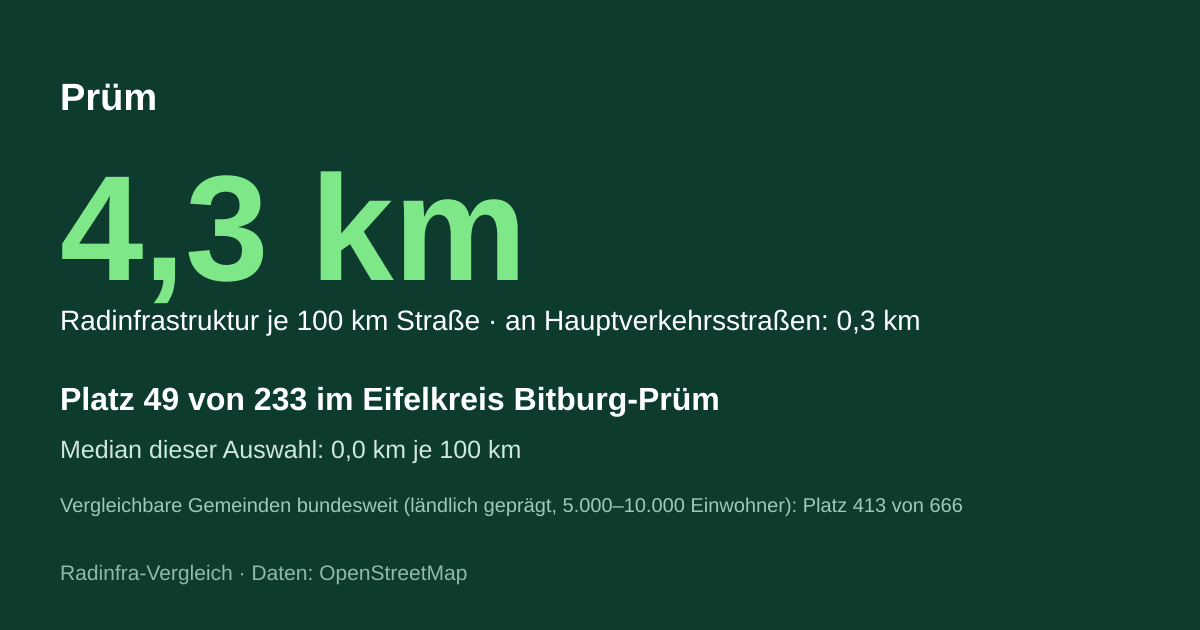 Prüm
4,3 km
Radinfrastruktur je 100 km Straße · an Hauptverkehrsstraßen: 0,3 km
Platz 49 von 233 im Eifelkreis Bitburg-Prüm
Median dieser Auswahl: 0,0 km je 100 km
Vergleichbare Gemeinden bundesweit (ländlich geprägt, 5.000–10.000 Einwohner): Platz 413 von 666
Radinfra-Vergleich · Daten: OpenStreetMap